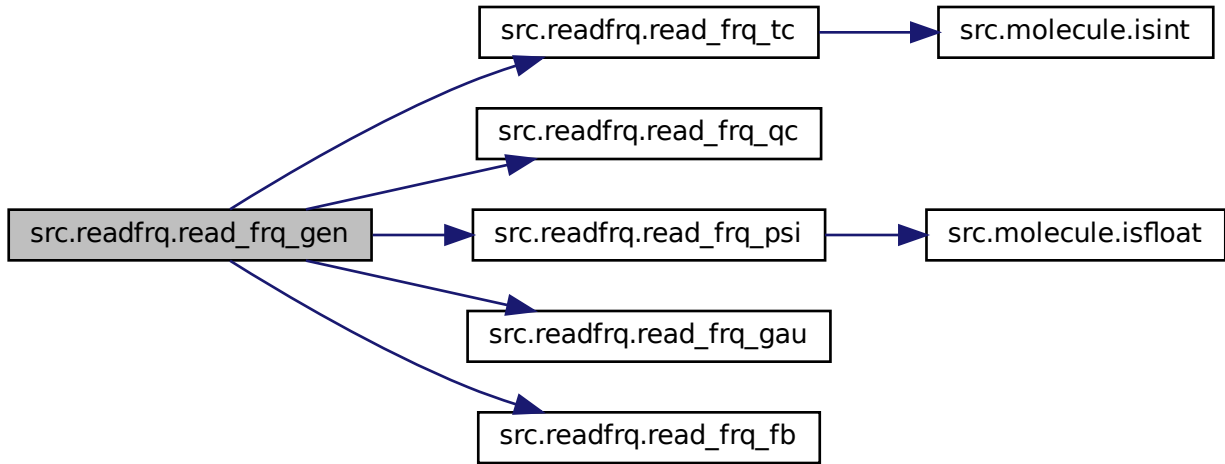 src.readfrq.read_frq_tc
src.molecule.isint
src.readfrq.read_frq_qc
src.readfrq.read_frq_gen
src.readfrq.read_frq_psi
src.molecule.isfloat
src.readfrq.read_frq_gau
src.readfrq.read_frq_fb